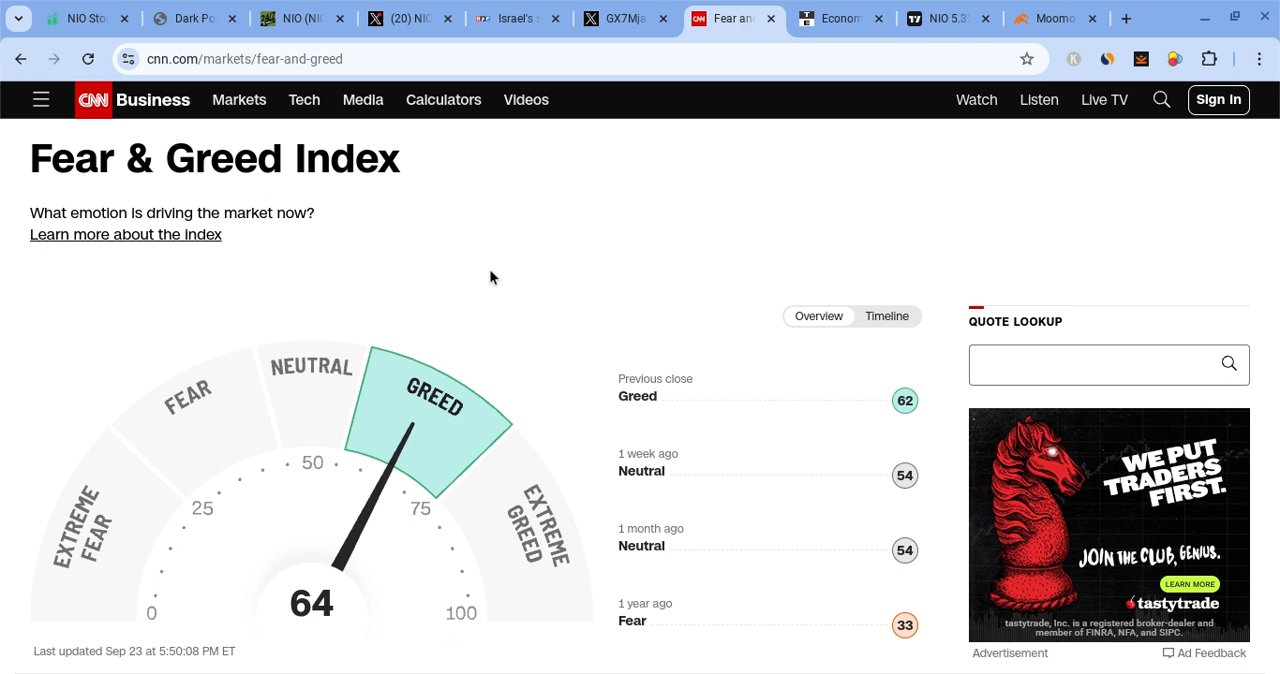 NIO Sto
Dark Po
NIO (NI
(20) NIO
Israel's s
GX7Mja
Fear an
Econom
NIO 5.3
Moomo
cnn.com/markets/fear-and-greed
CNN Business Markets Tech Media Calculators Videos Watch Listen Live TV Sign In
Fear & Greed Index
What emotion is driving the market now?
Learn more about the index
Overview Timeline
QUOTE LOOKUP
EXTREME FEAR
FEAR
NEUTRAL
GREED
EXTREME GREED
0
25
50
75
100
64
Last updated Sep 23 at 5:50:08 PM ET
Previous close
Greed 62
1 week ago
Neutral 54
1 month ago
Neutral 54
1 year ago
Fear 33
WE PUT
TRADERS
FIRST.
JOIN THE CLUB, GENIUS.
LEARN MORE
tastytrade
tastytrade, Inc. is a registered broker-dealer and
member of FINRA, NFA, and SIPC.
Advertisement Ad Feedback